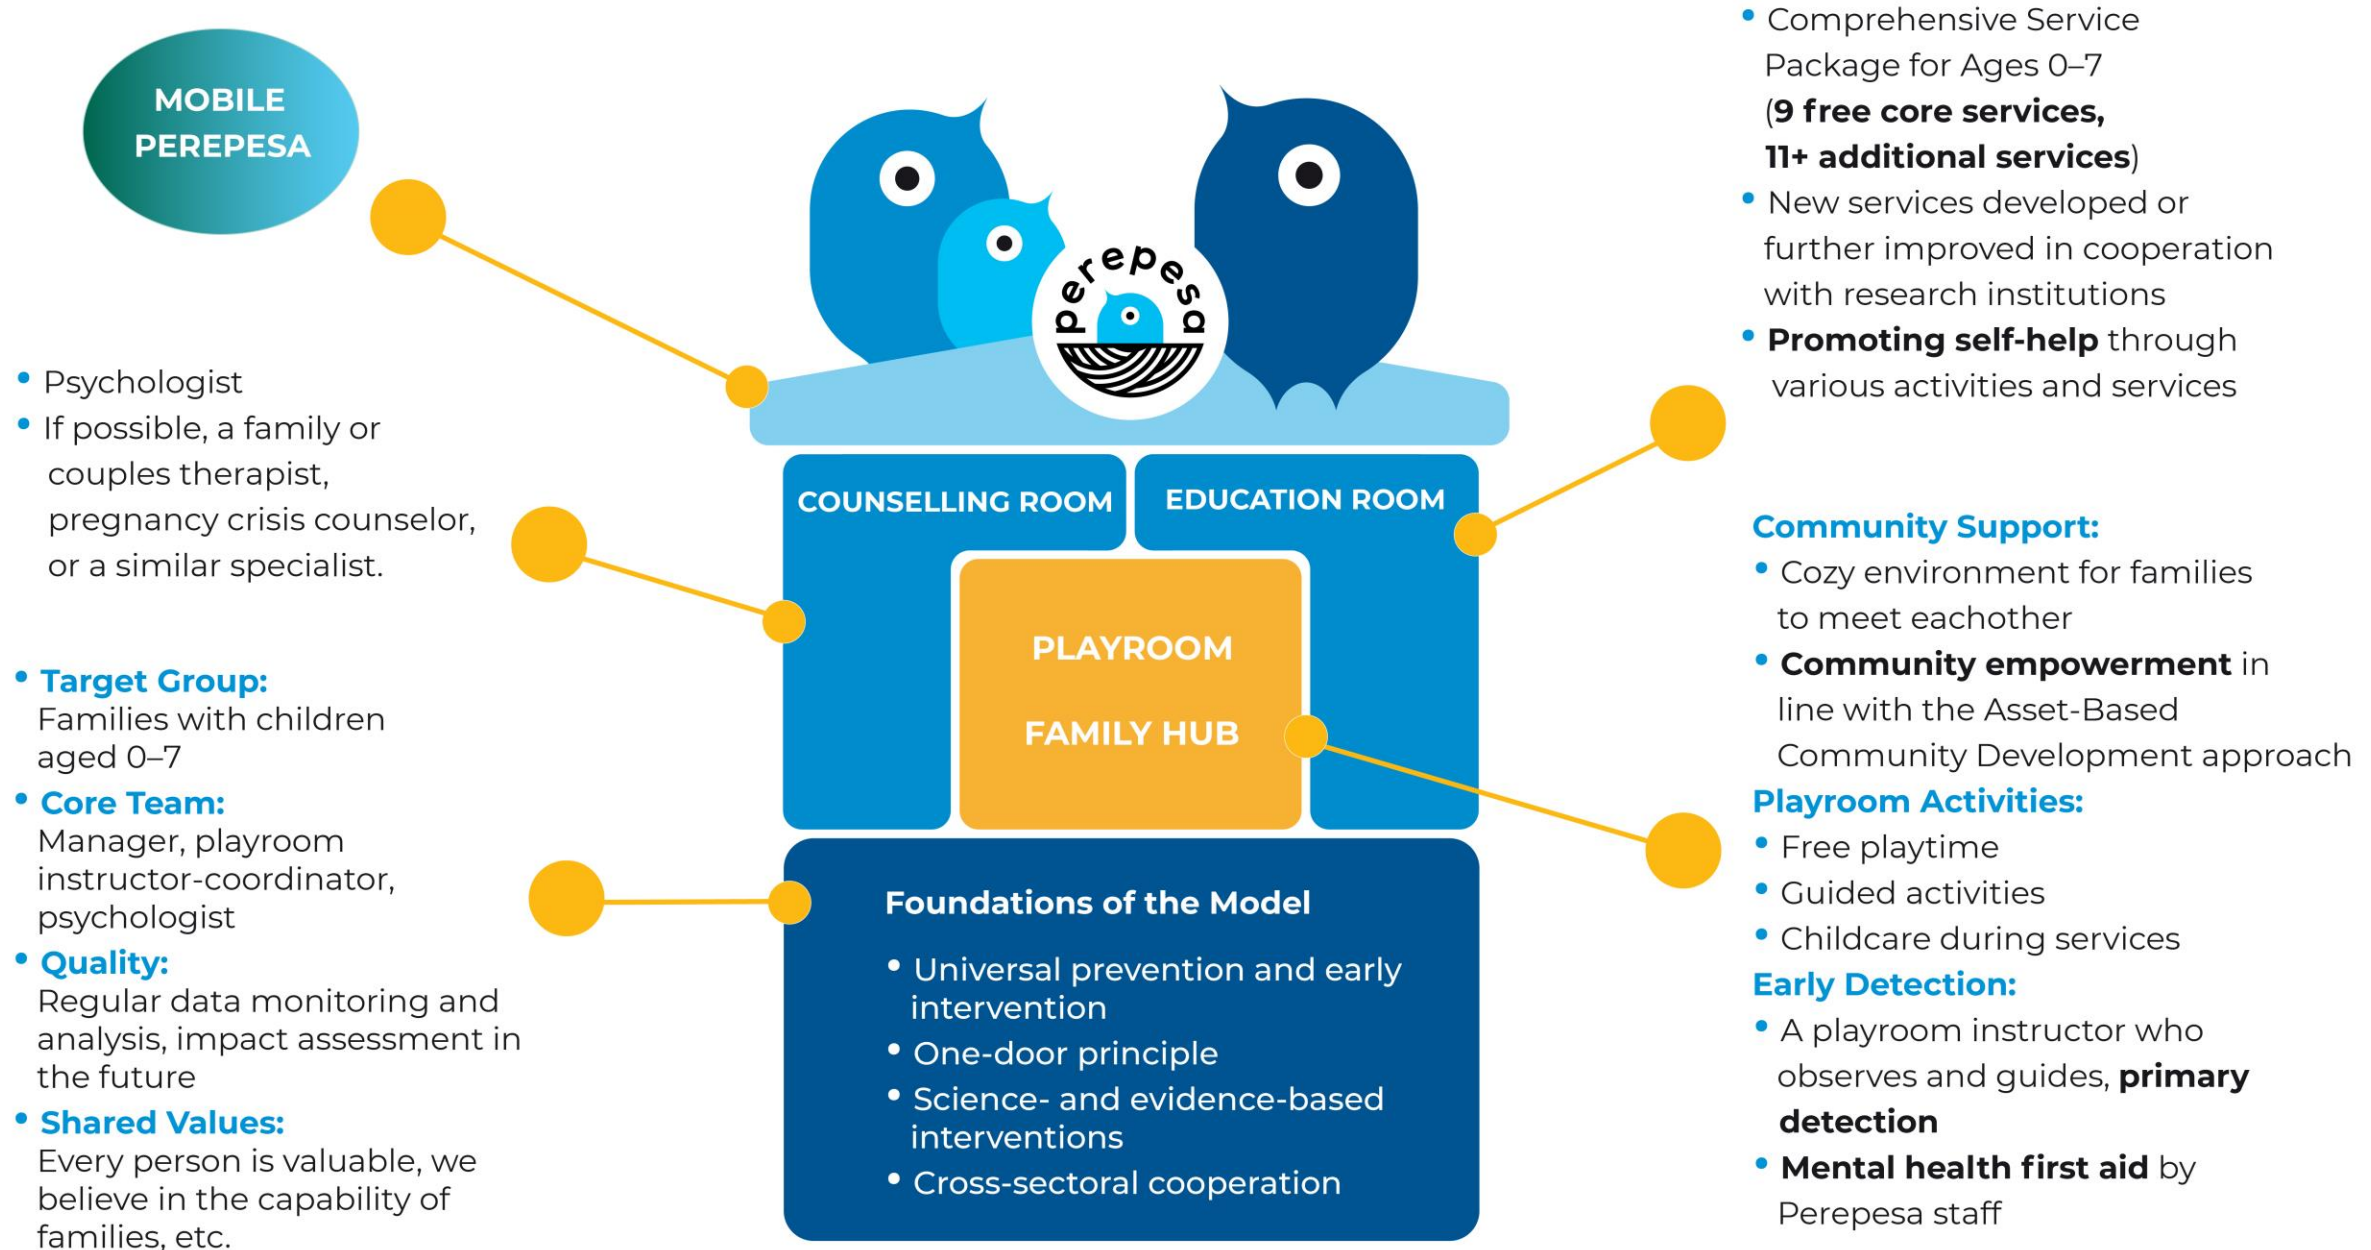 MOBILE
PEREPESA
• Psychologist
• If possible, a family or
couples therapist,
pregnancy crisis counselor,
or a similar specialist.
• Target Group:
Families with children
aged 0–7
• Core Team:
Manager, playroom
instructor-coordinator,
psychologist
• Quality:
Regular data monitoring and
analysis, impact assessment in
the future
• Shared Values:
Every person is valuable, we
believe in the capability of
families, etc.
perepesa
COUNSELLING ROOM
EDUCATION ROOM
PLAYROOM
FAMILY HUB
Foundations of the Model
• Universal prevention and early
intervention
• One-door principle
• Science- and evidence-based
interventions
• Cross-sectoral cooperation
• Comprehensive Service
Package for Ages 0–7
(9 free core services,
11+ additional services)
• New services developed or
further improved in cooperation
with research institutions
• Promoting self-help through
various activities and services
Community Support:
• Cozy environment for families
to meet eachother
• Community empowerment in
line with the Asset-Based
Community Development approach
Playroom Activities:
• Free playtime
• Guided activities
• Childcare during services
Early Detection:
• A playroom instructor who
observes and guides, primary
detection
• Mental health first aid by
Perepesa staff